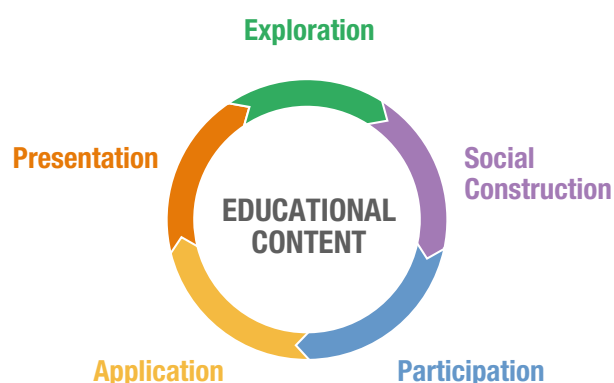 Exploration
Presentation
Social
Construction
EDUCATIONAL
CONTENT
Application
Participation